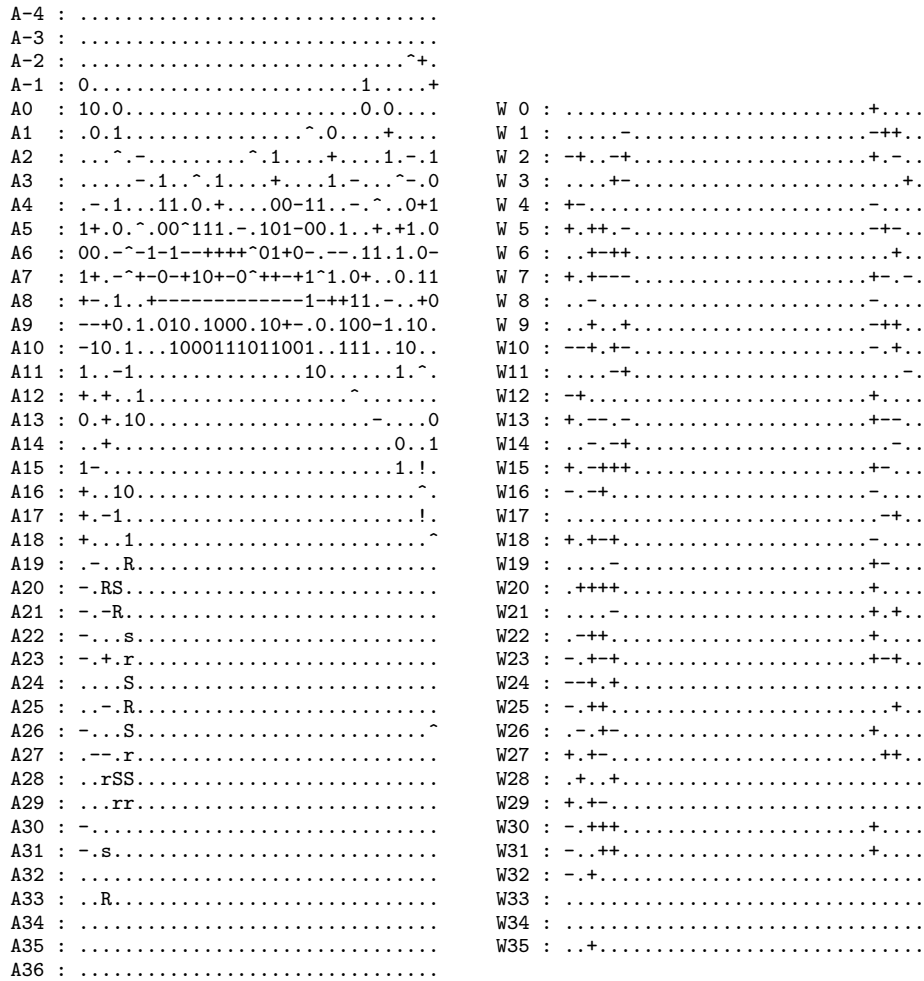 A-4 : ................................
A-3 : ................................
A-2 : .............................^+.
A-1 : 0........................1.....+
A0 : 10.0.....................0.0.... W 0 : ...........................+....
A1 : .0.1................^.0....+.... W 1 : .....-.....................-++..
A2 : ...^.-.........^.1....+....1.-.1 W 2 : -+..-+.....................+.-..
A3 : .....-.1..^.1....+....1.-...^-.0 W 3 : ....+-........................+.
A4 : .-.1...11.0.+....00-11..-.^..0+1 W 4 : +-.........................-....
A5 : 1+.0.^.00^111.-.101-00.1..+.+1.0 W 5 : +.++.-.....................-+-..
A6 : 00.-^-1-1--++++^01+0-.--.11.1.0- W 6 : ..+-++.......................+..
A7 : 1+.-^+-0-+10+-0^++-+1^1.0+..0.11 W 7 : +.+---.....................+-.-.
A8 : +-.1..+-------------1-++11.-..+0 W 8 : ..-........................-....
A9 : --+0.1.010.1000.10+-.0.100-1.10. W 9 : ..+..+.....................-++..
A10 : -10.1...1000111011001..111..10.. W10 : --+.+-.....................-.+..
A11 : 1..-1...............10......1.^. W11 : ....-+........................-.
A12 : +.+..1..................^....... W12 : -+.........................+....
A13 : 0.+.10....................-....0 W13 : +.--.-.....................+--..
A14 : ..+.........................0..1 W14 : ..-.-+.......................-..
A15 : 1-..........................1.!. W15 : +.-+++.....................+-...
A16 : +..10.........................^. W16 : -.-+.......................-....
A17 : +.-1..........................!. W17 : ............................-+..
A18 : +...1..........................^ W18 : +.+-+......................-....
A19 : .-..R........................... W19 : ....-......................+-...
A20 : -.RS............................ W20 : .++++......................+....
A21 : -.-R............................ W21 : ....-......................+.+..
A22 : -...s........................... W22 : .-++.......................+....
A23 : -.+.r........................... W23 : -.+-+......................+-+..
A24 : ....S........................... W24 : --+.+...........................
A25 : ..-.R........................... W25 : -.++.........................+..
A26 : -...S..........................^ W26 : .-.+-......................+....
A27 : .--.r........................... W27 : +.+-........................++..
A28 : ..rSS........................... W28 : .+..+...........................
A29 : ...rr........................... W29 : +.+-............................
A30 : -............................... W30 : -.+++......................+....
A31 : -.s............................. W31 : -..++......................+....
A32 : ................................ W32 : -.+.............................
A33 : ..R............................. W33 : ................................
A34 : ................................ W34 : ................................
A35 : ................................ W35 : ..+.............................
A36 : ................................